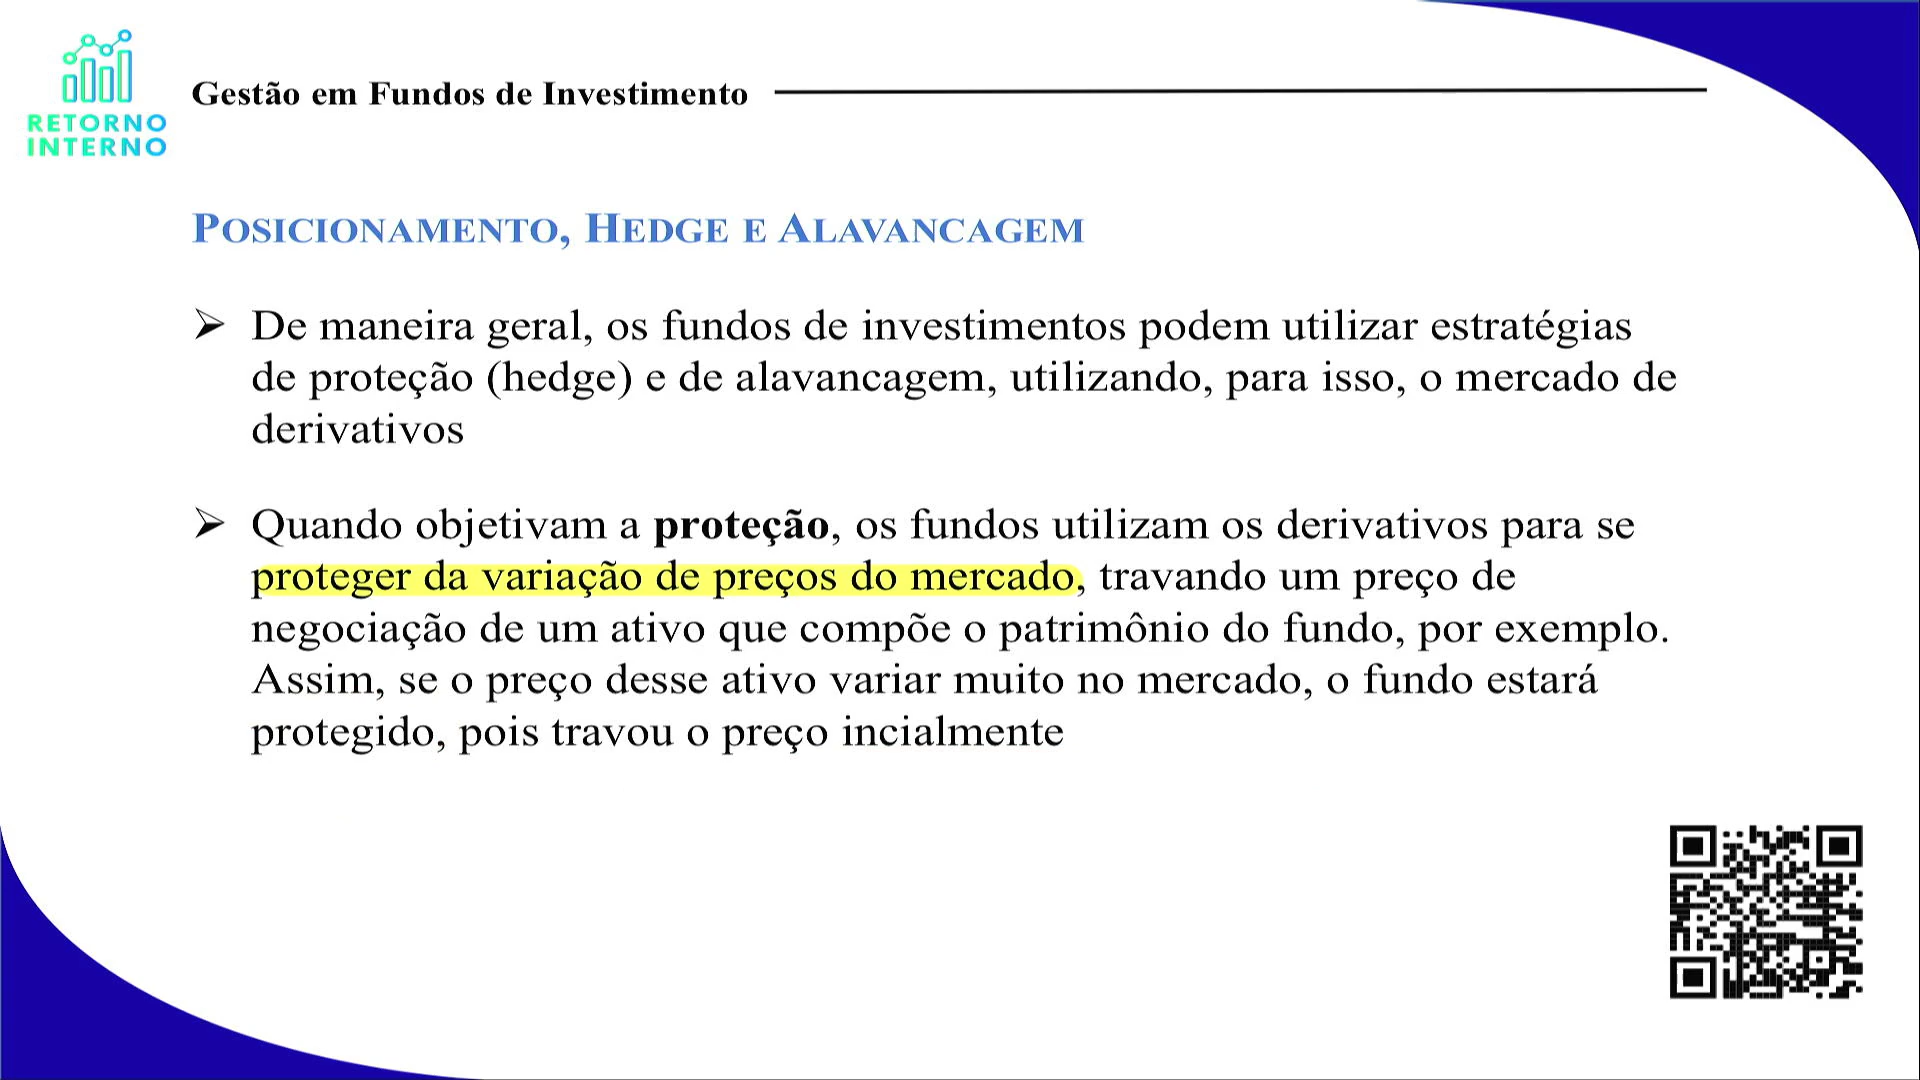 RETORNO
INTERNO
Gestão em Fundos de Investimento
POSICIONAMENTO, HEDGE E ALAVANCAGEM
➢ De maneira geral, os fundos de investimentos podem utilizar estratégias
de proteção (hedge) e de alavancagem, utilizando, para isso, o mercado de
derivativos
➢ Quando objetivam a proteção, os fundos utilizam os derivativos para se
proteger da variação de preços do mercado, travando um preço de
negociação de um ativo que compõe o patrimônio do fundo, por exemplo.
Assim, se o preço desse ativo variar muito no mercado, o fundo estará
protegido, pois travou o preço incialmente